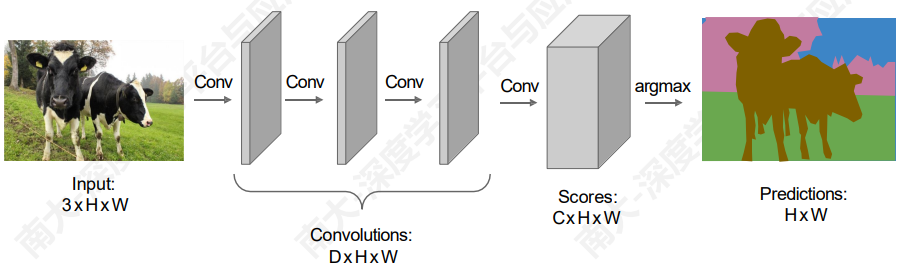 Conv
Conv
Conv
Conv
argmax
Input:
3 x H x W
Convolutions:
D x H x W
Scores:
C x H x W
Predictions:
H x W